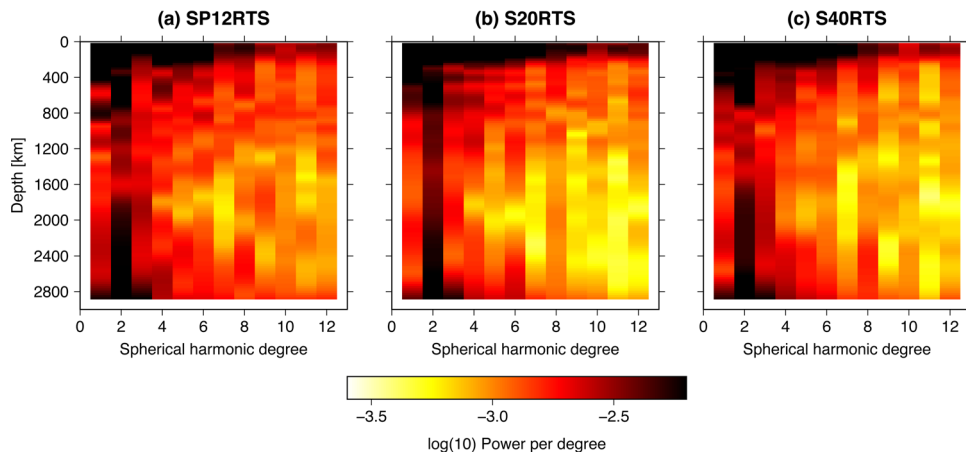 (a) SP12RTS (b) S20RTS (c) S40RTS
0
400
800
1200
1600
2000
2400
2800
Depth [km]
0 2 4 6 8 10 12 0 2 4 6 8 10 12 0 2 4 6 8 10 12
Spherical harmonic degree Spherical harmonic degree Spherical harmonic degree
−3.5 −3.0 −2.5
log(10) Power per degree